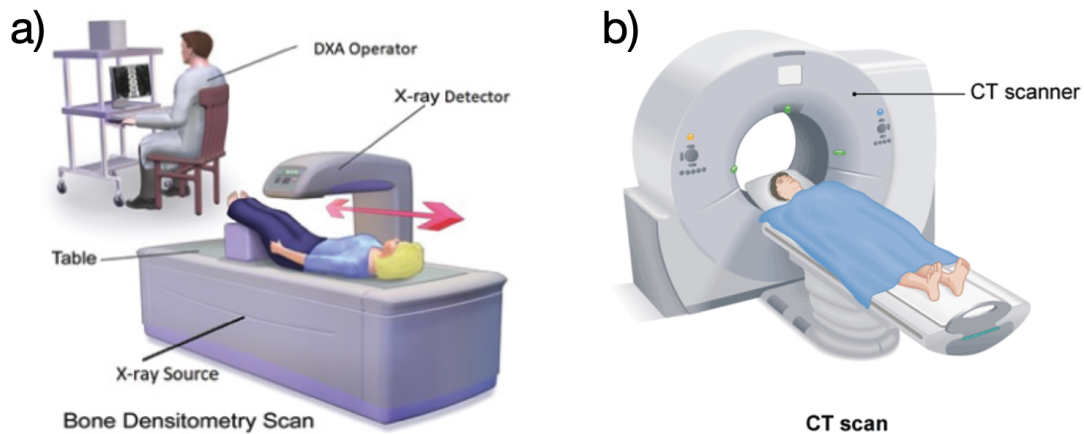 a)
DXA Operator
X-ray Detector
Table
X-ray Source
Bone Densitometry Scan
b)
CT scanner
CT scan